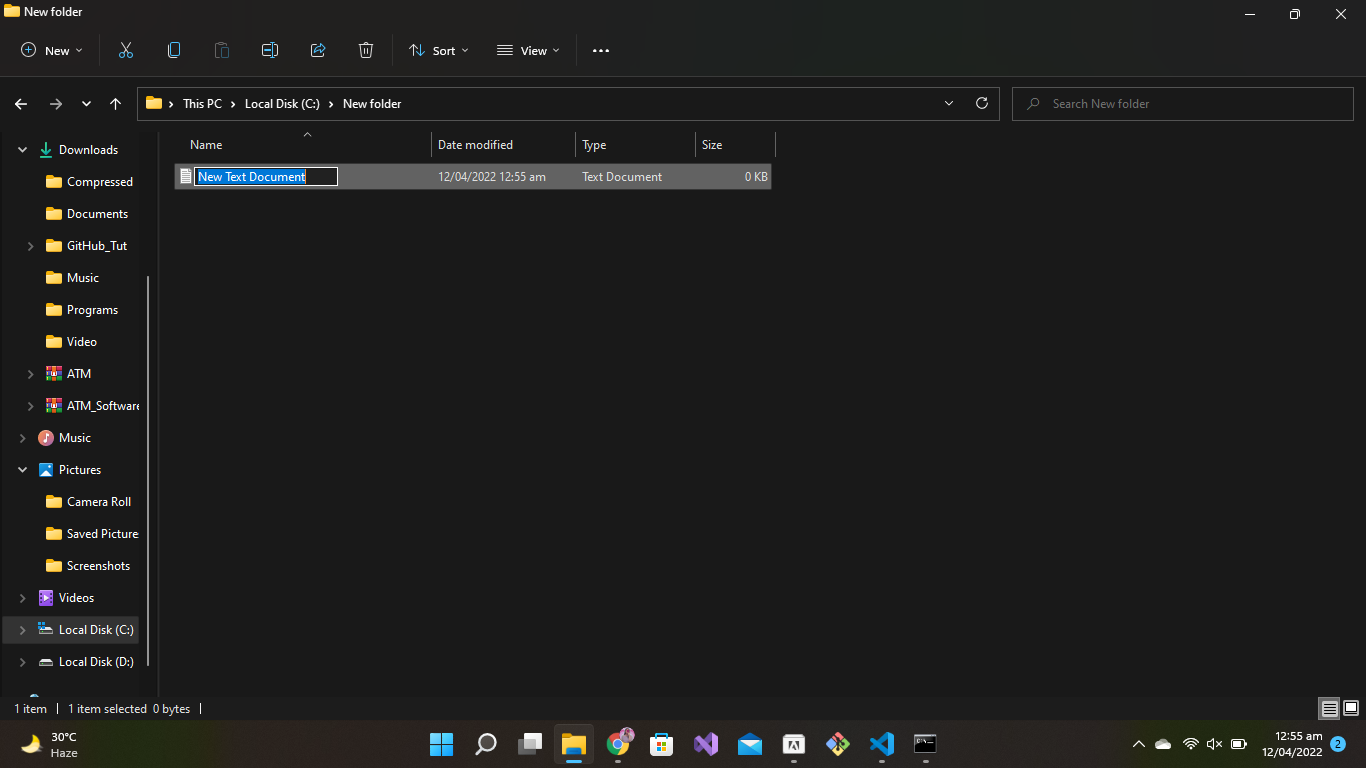 New folder
New
Sort
View
This PC
Local Disk (C:)
New folder
Search New folder
Name
Date modified
Type
Size
New Text Document
12/04/2022 12:55 am
Text Document
0 KB
Downloads
Compressed
Documents
GitHub_Tut
Music
Programs
Video
ATM
ATM_Software
Music
Pictures
Camera Roll
Saved Picture
Screenshots
Videos
Local Disk (C:)
Local Disk (D:)
1 item
1 item selected 0 bytes
30°C
Haze
12:55 am
12/04/2022
2